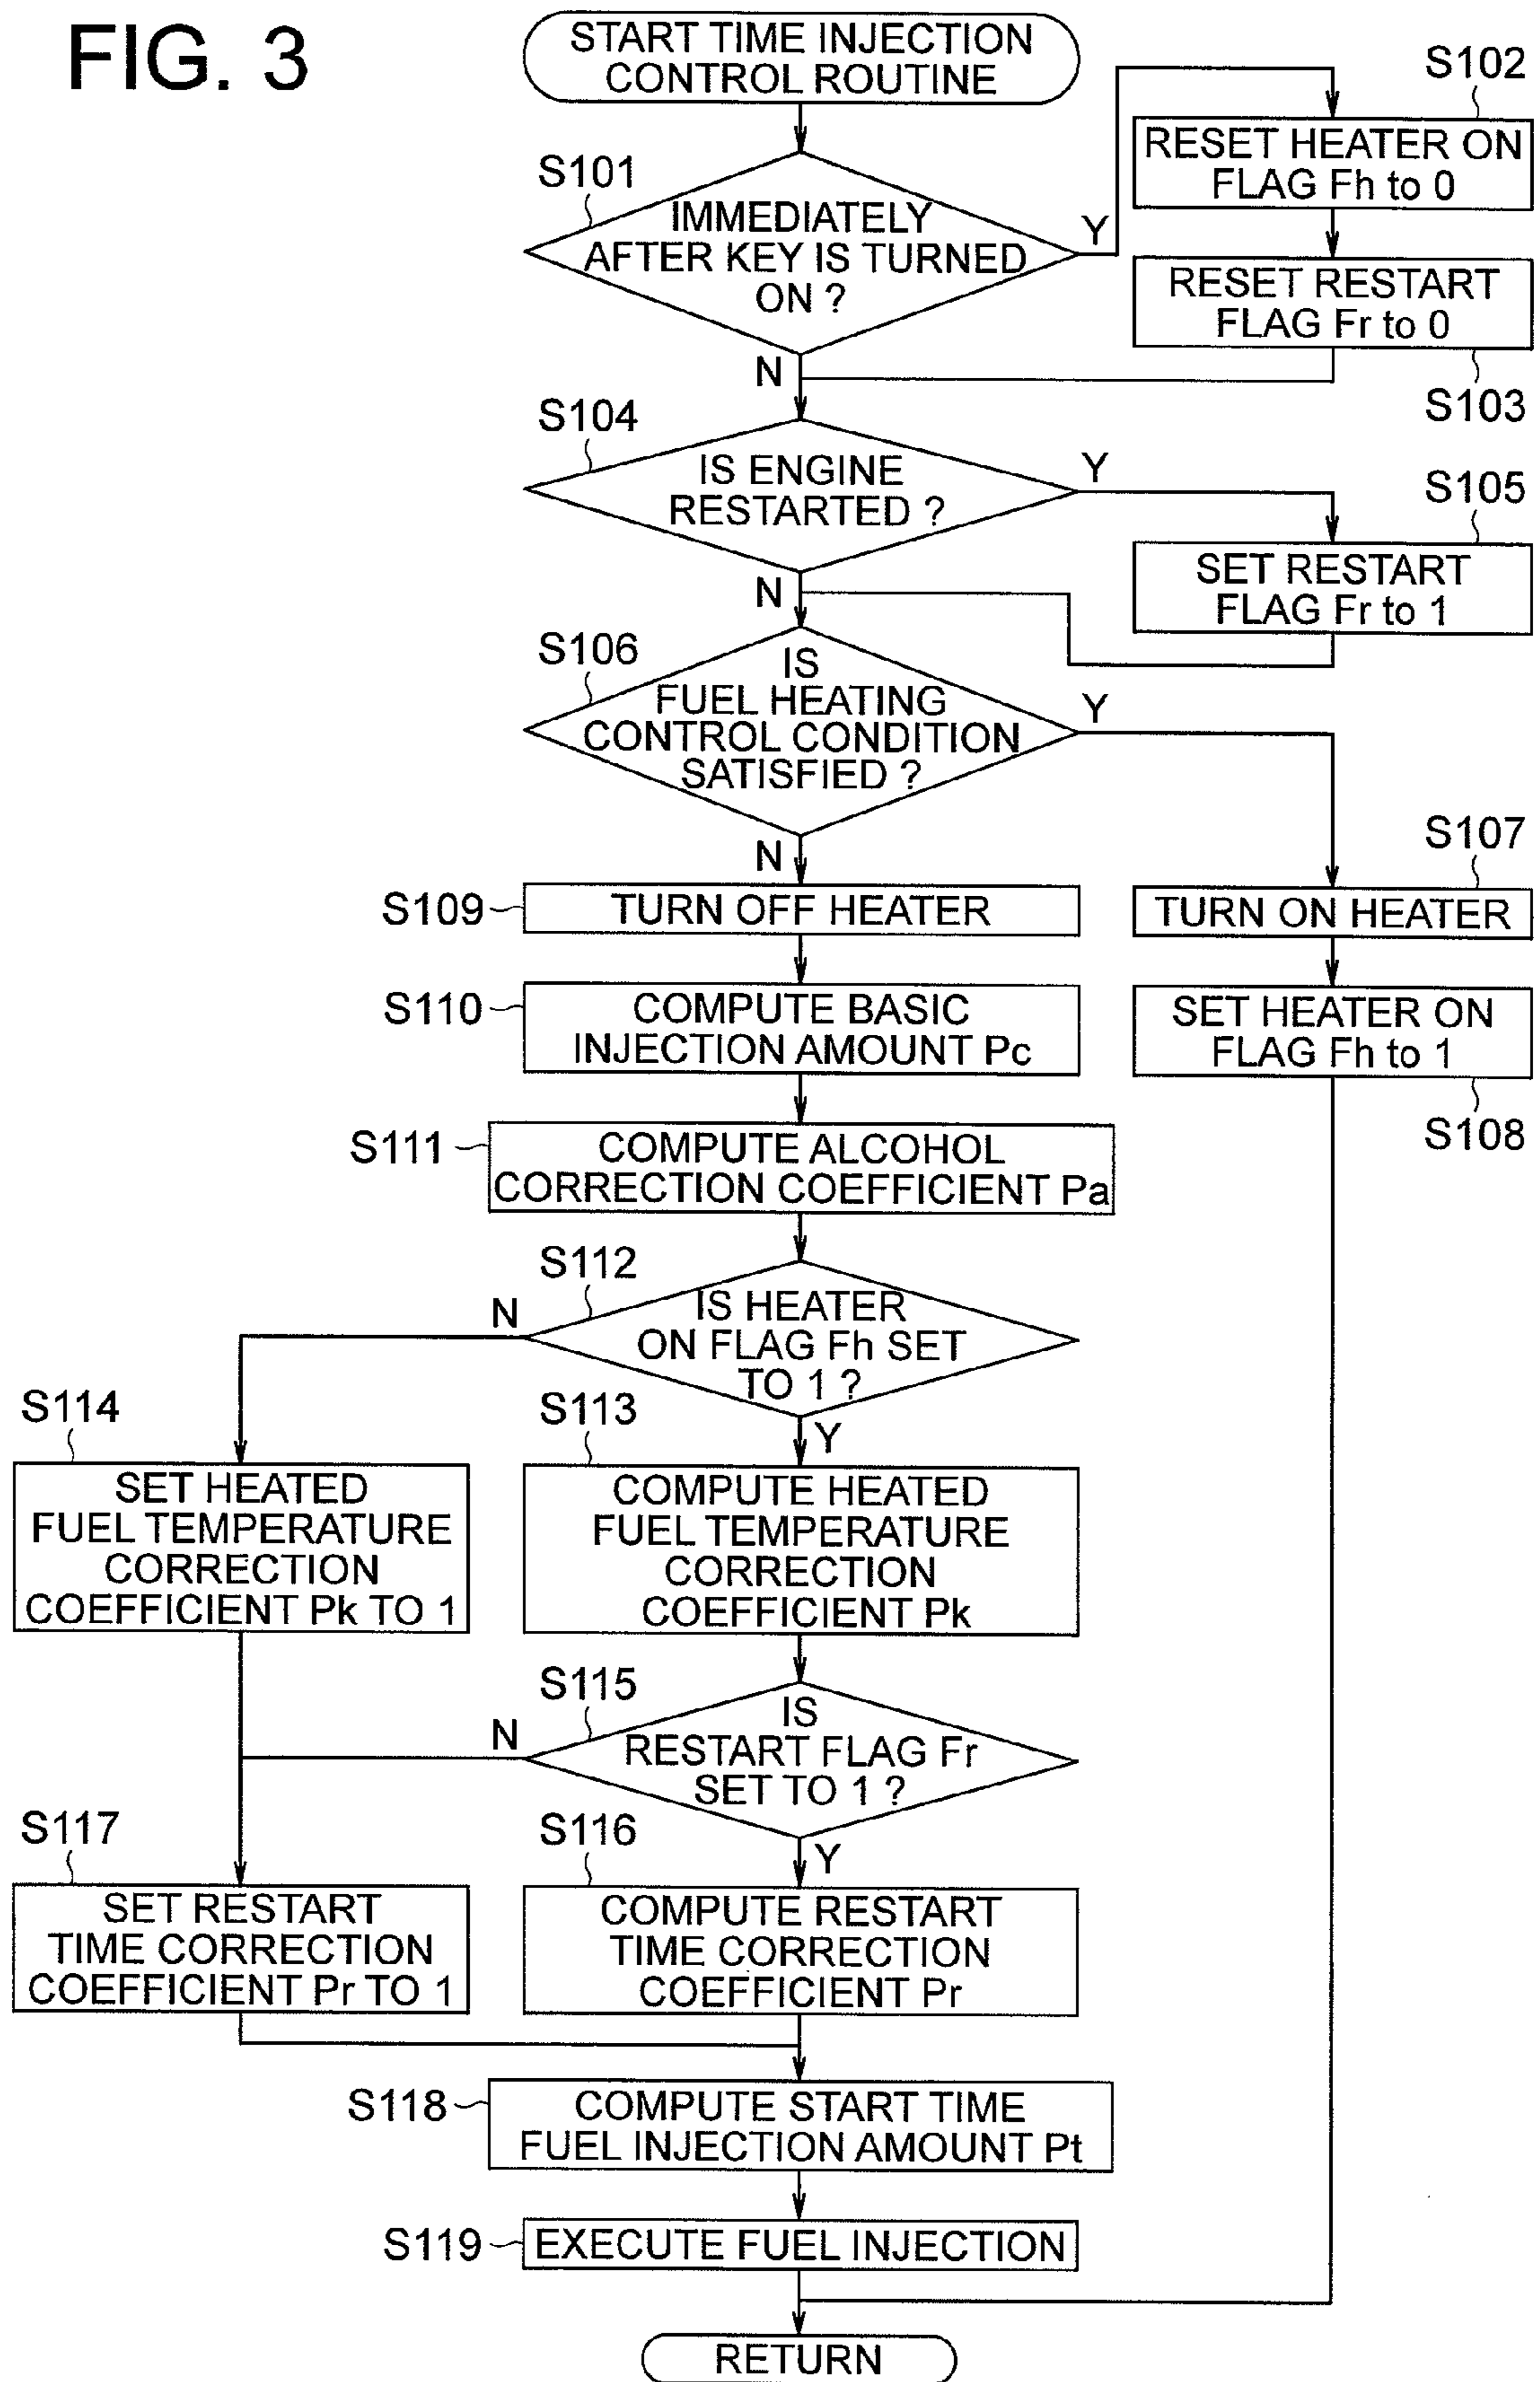 FIG. 3
START TIME INJECTION
CONTROL ROUTINE
S101
IMMEDIATELY
AFTER KEY IS TURNED
ON ?
Y
N
S102
RESET HEATER ON
FLAG Fh to 0
RESET RESTART
FLAG Fr to 0
S103
S104
IS ENGINE
RESTARTED ?
Y
N
S105
SET RESTART
FLAG Fr to 1
S106
IS
FUEL HEATING
CONTROL CONDITION
SATISFIED ?
Y
N
S107
TURN ON HEATER
SET HEATER ON
FLAG Fh to 1
S108
S109
TURN OFF HEATER
S110
COMPUTE BASIC
INJECTION AMOUNT Pc
S111
COMPUTE ALCOHOL
CORRECTION COEFFICIENT Pa
S112
IS HEATER
ON FLAG Fh SET
TO 1 ?
N
Y
S114
SET HEATED
FUEL TEMPERATURE
CORRECTION
COEFFICIENT Pk TO 1
S113
COMPUTE HEATED
FUEL TEMPERATURE
CORRECTION
COEFFICIENT Pk
S115
IS
RESTART FLAG Fr
SET TO 1 ?
N
Y
S117
SET RESTART
TIME CORRECTION
COEFFICIENT Pr TO 1
S116
COMPUTE RESTART
TIME CORRECTION
COEFFICIENT Pr
S118
COMPUTE START TIME
FUEL INJECTION AMOUNT Pt
S119
EXECUTE FUEL INJECTION
RETURN